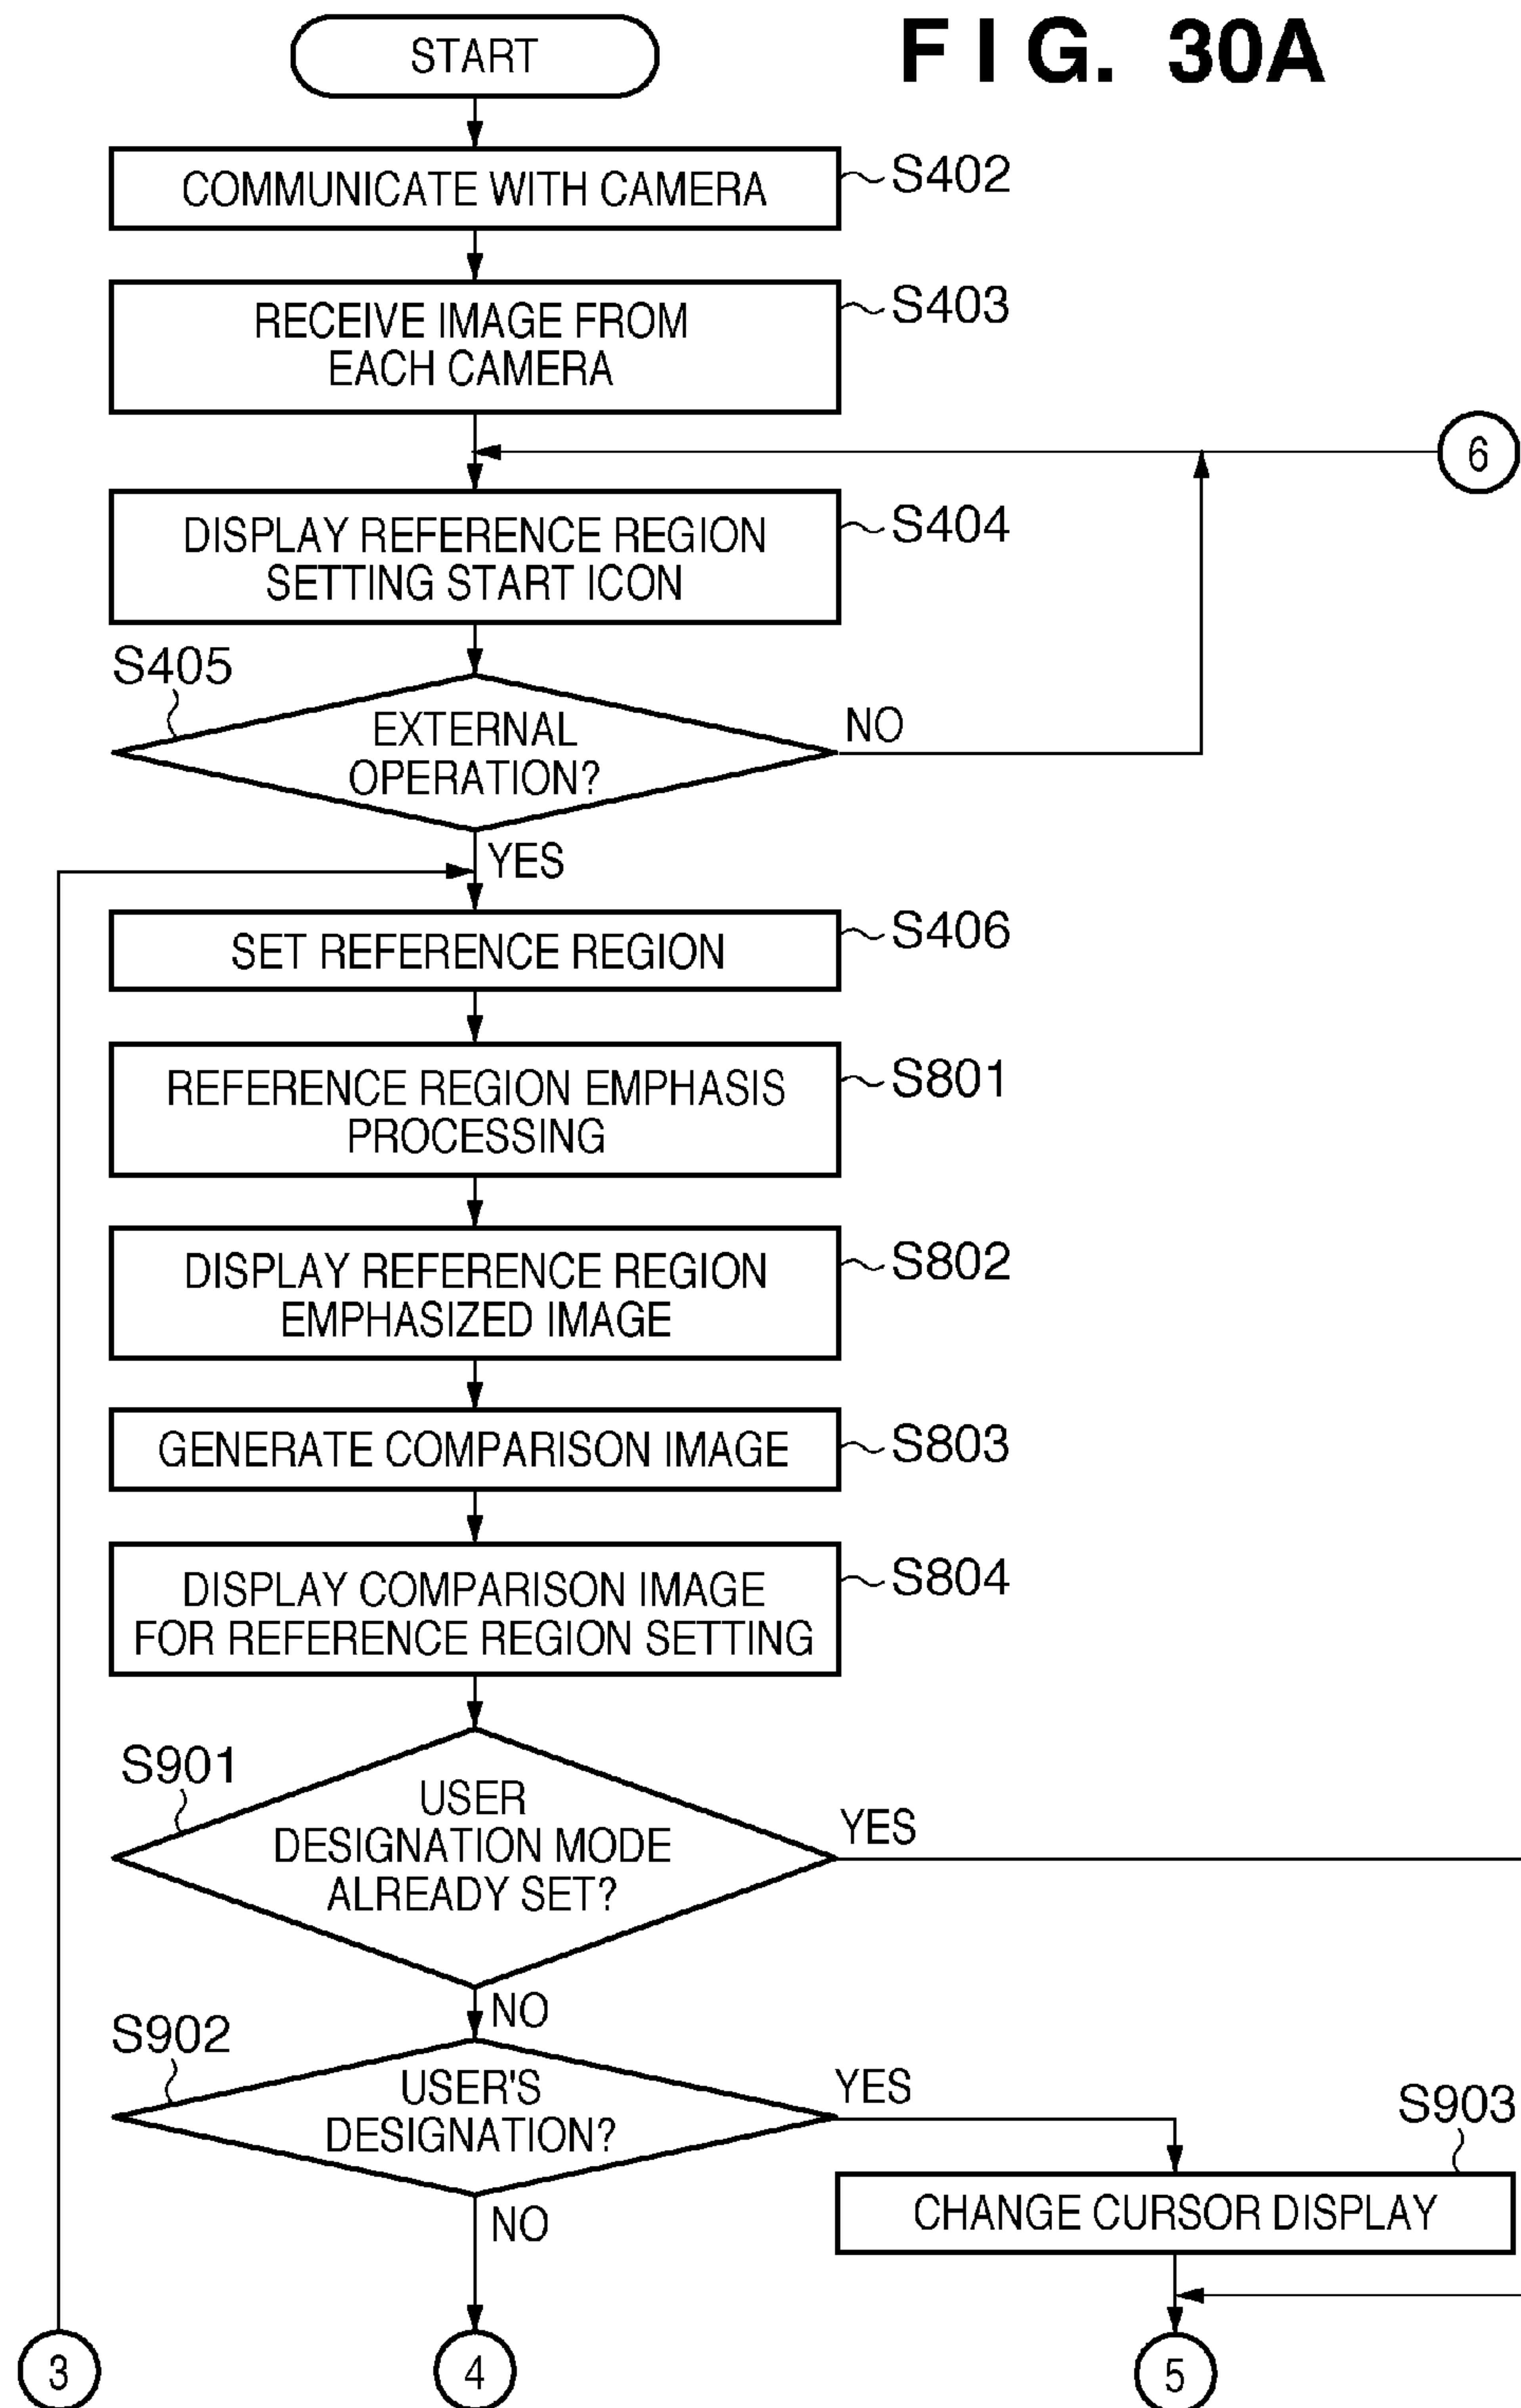 FIG. 30A
START
COMMUNICATE WITH CAMERA
S402
RECEIVE IMAGE FROM
EACH CAMERA
S403
6
DISPLAY REFERENCE REGION
SETTING START ICON
S404
S405
EXTERNAL
OPERATION?
NO
YES
SET REFERENCE REGION
S406
REFERENCE REGION EMPHASIS
PROCESSING
S801
DISPLAY REFERENCE REGION
EMPHASIZED IMAGE
S802
GENERATE COMPARISON IMAGE
S803
DISPLAY COMPARISON IMAGE
FOR REFERENCE REGION SETTING
S804
S901
USER
DESIGNATION MODE
ALREADY SET?
YES
NO
S902
USER'S
DESIGNATION?
YES
NO
S903
CHANGE CURSOR DISPLAY
3
4
5